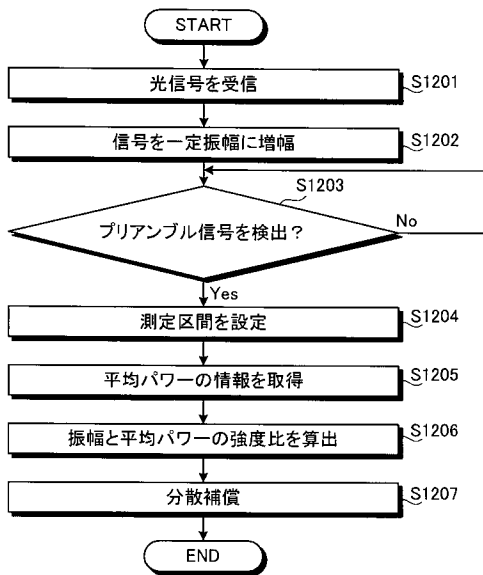 START
光信号を受信
S1201
信号を一定振幅に増幅
S1202
S1203
プリアンブル信号を検出？
No
Yes
測定区間を設定
S1204
平均パワーの情報を取得
S1205
振幅と平均パワーの強度比を算出
S1206
分散補償
S1207
END